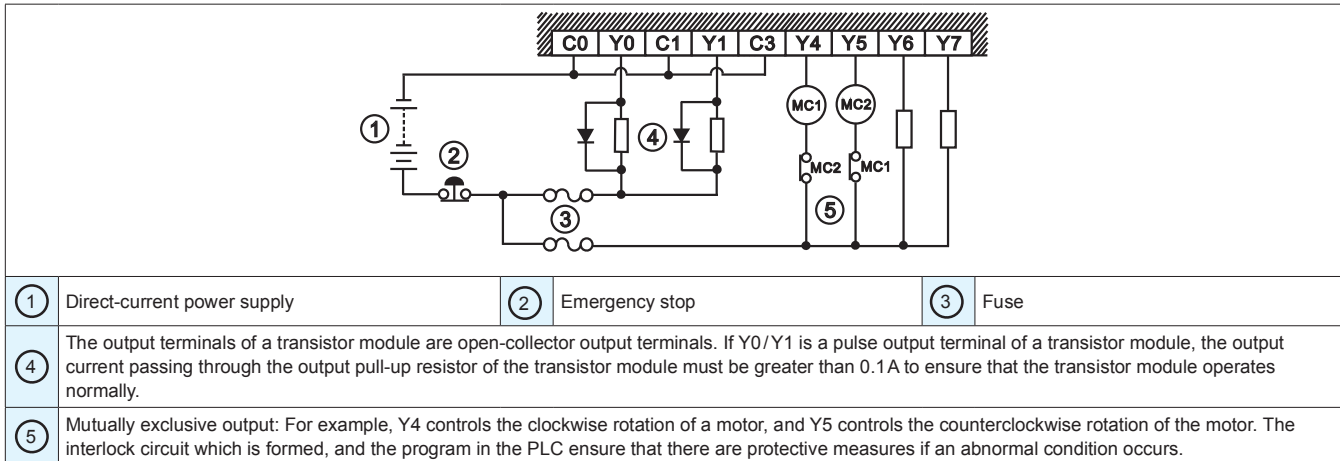 C0 Y0 C1 Y1 C3 Y4 Y5 Y6 Y7
MC1 MC2
①
②
④
MC2 MC1
③
⑤
① Direct-current power supply ② Emergency stop ③ Fuse
④ The output terminals of a transistor module are open-collector output terminals. If Y0/Y1 is a pulse output terminal of a transistor module, the output
current passing through the output pull-up resistor of the transistor module must be greater than 0.1A to ensure that the transistor module operates
normally.
⑤ Mutually exclusive output: For example, Y4 controls the clockwise rotation of a motor, and Y5 controls the counterclockwise rotation of the motor. The
interlock circuit which is formed, and the program in the PLC ensure that there are protective measures if an abnormal condition occurs.